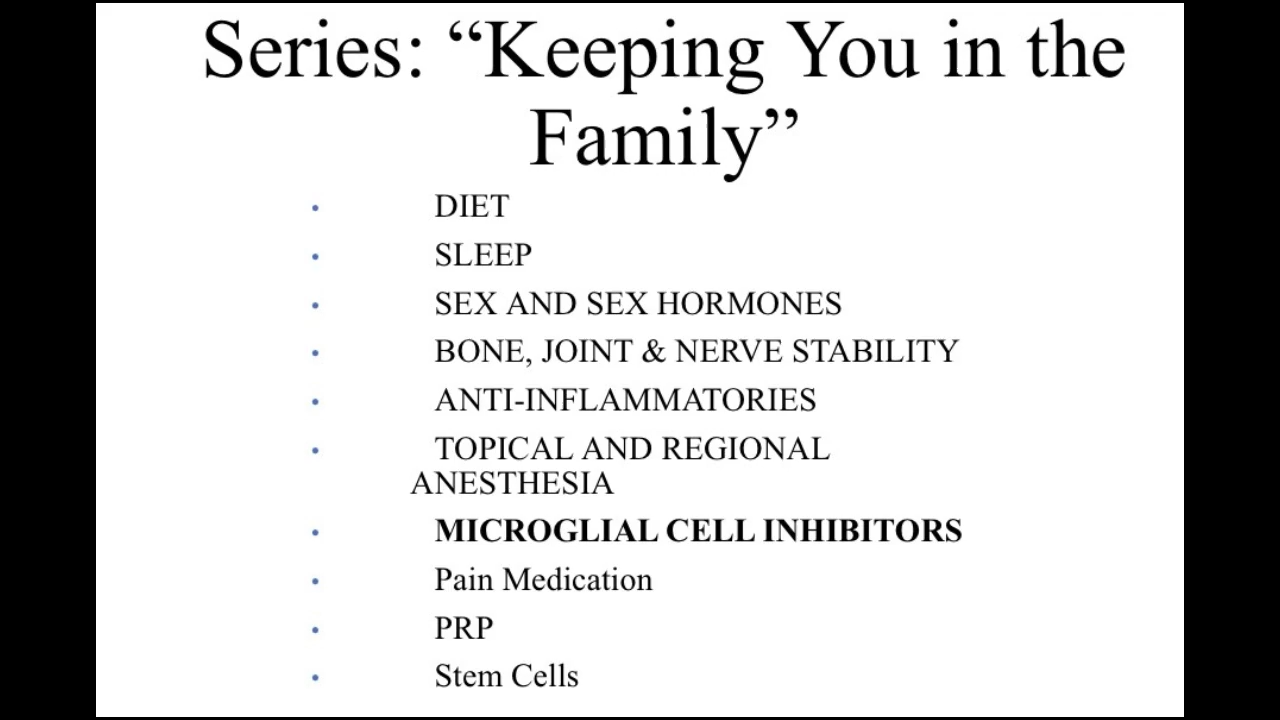 Series: “Keeping You in the
Family”
• DIET
• SLEEP
• SEX AND SEX HORMONES
• BONE, JOINT & NERVE STABILITY
• ANTI-INFLAMMATORIES
• TOPICAL AND REGIONAL
ANESTHESIA
• MICROGLIAL CELL INHIBITORS
• Pain Medication
• PRP
• Stem Cells